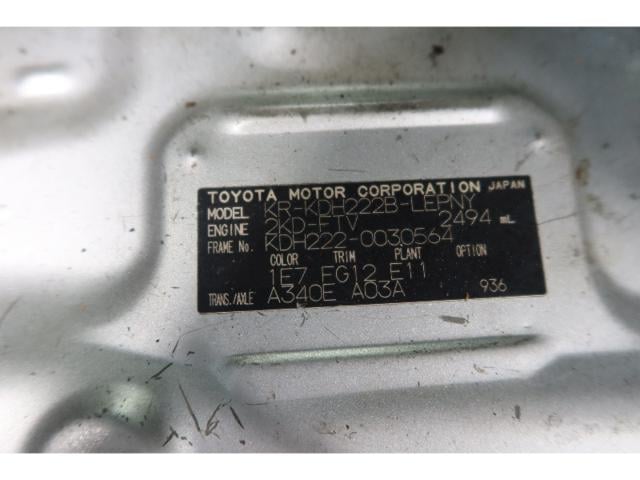 TOYOTA MOTOR CORPORATION JAPAN
MODEL KR-KDH222B-LEPNY
ENGINE 2KD-FTV 2494 mL
FRAME No. KDH222-0030564
COLOR TRIM PLANT OPTION
1E7 FG12 E11
TRANS./AXLE A340E A03A 936